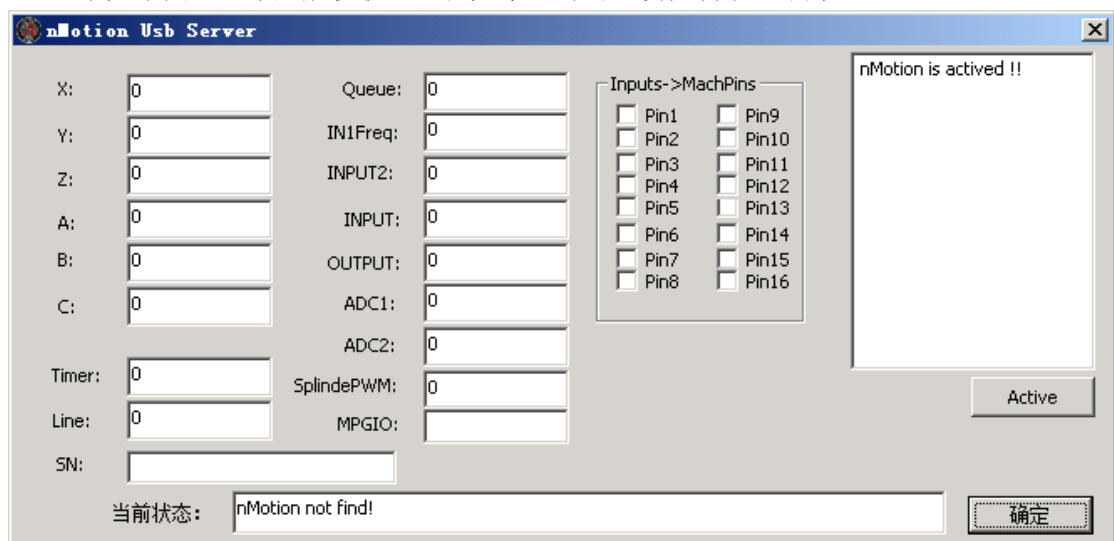 nMotion Usb Server
nMotion is actived !!
X: 0
Y: 0
Z: 0
A: 0
B: 0
C: 0
Timer: 0
Line: 0
SN:
Queue: 0
IN1Freq: 0
INPUT2: 0
INPUT: 0
OUTPUT: 0
ADC1: 0
ADC2: 0
SplindePWM: 0
MPGIO:
Inputs->MachPins
Pin1 Pin9
Pin2 Pin10
Pin3 Pin11
Pin4 Pin12
Pin5 Pin13
Pin6 Pin14
Pin7 Pin15
Pin8 Pin16
Active
当前状态： nMotion not find!
确定